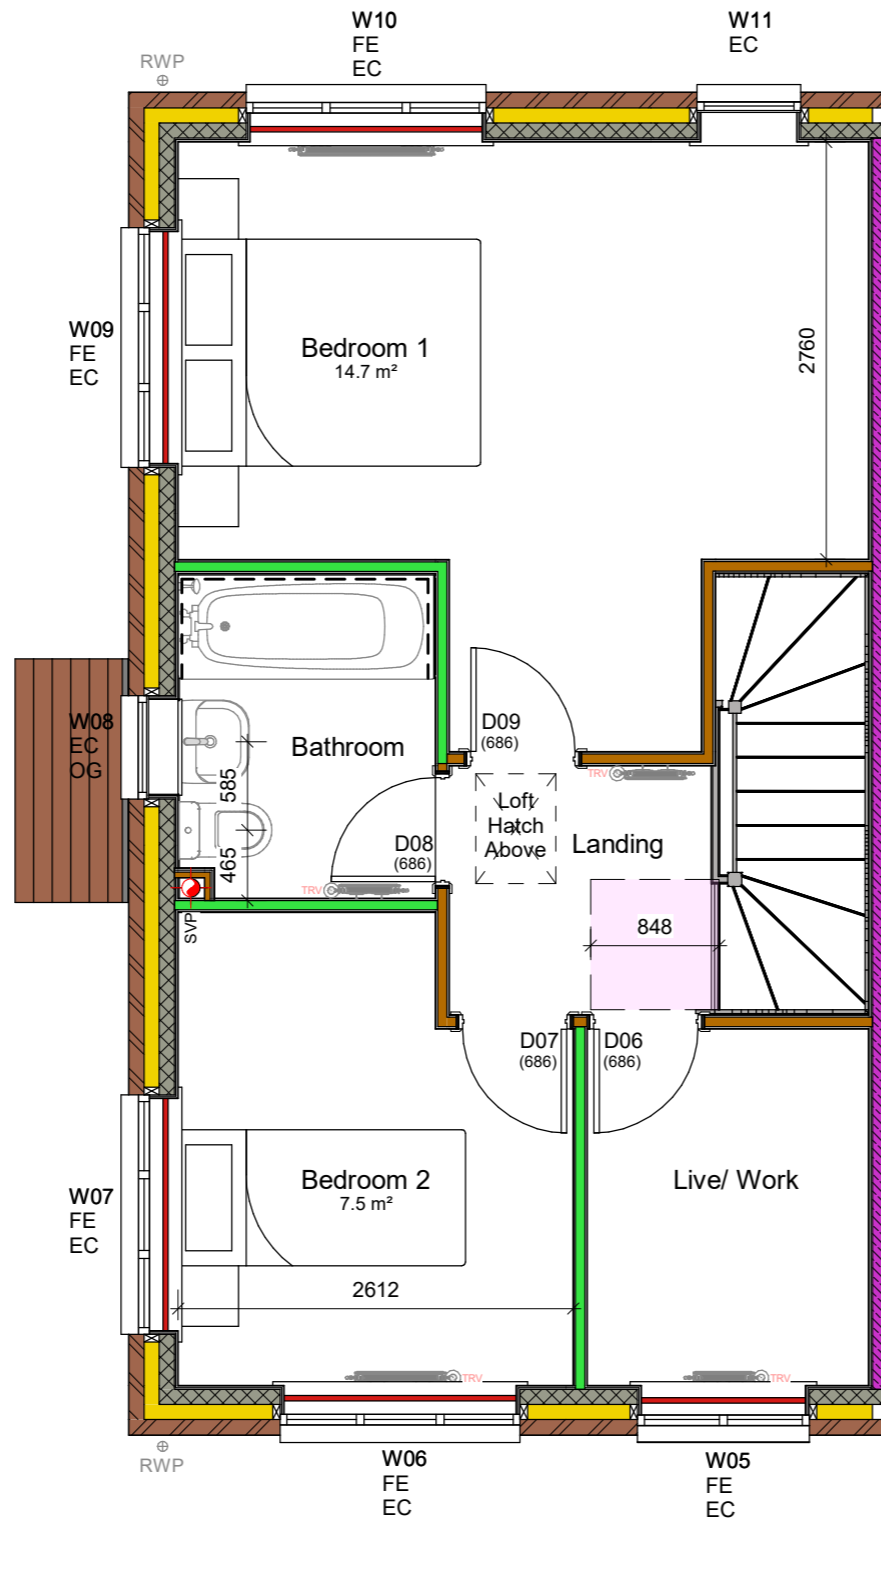 W10
FE
EC
W11
EC
RWP
W09
FE
EC
Bedroom 1
14.7 m²
2760
W08
EC
OG
Bathroom
585
465
D09
(686)
TRV
Loft
Hatch
Above
Landing
D08
(686)
TRV
SVP
848
D07
(686)
D06
(686)
W07
FE
EC
Bedroom 2
7.5 m²
Live/ Work
2612
TRV
TRV
RWP
W06
FE
EC
W05
FE
EC